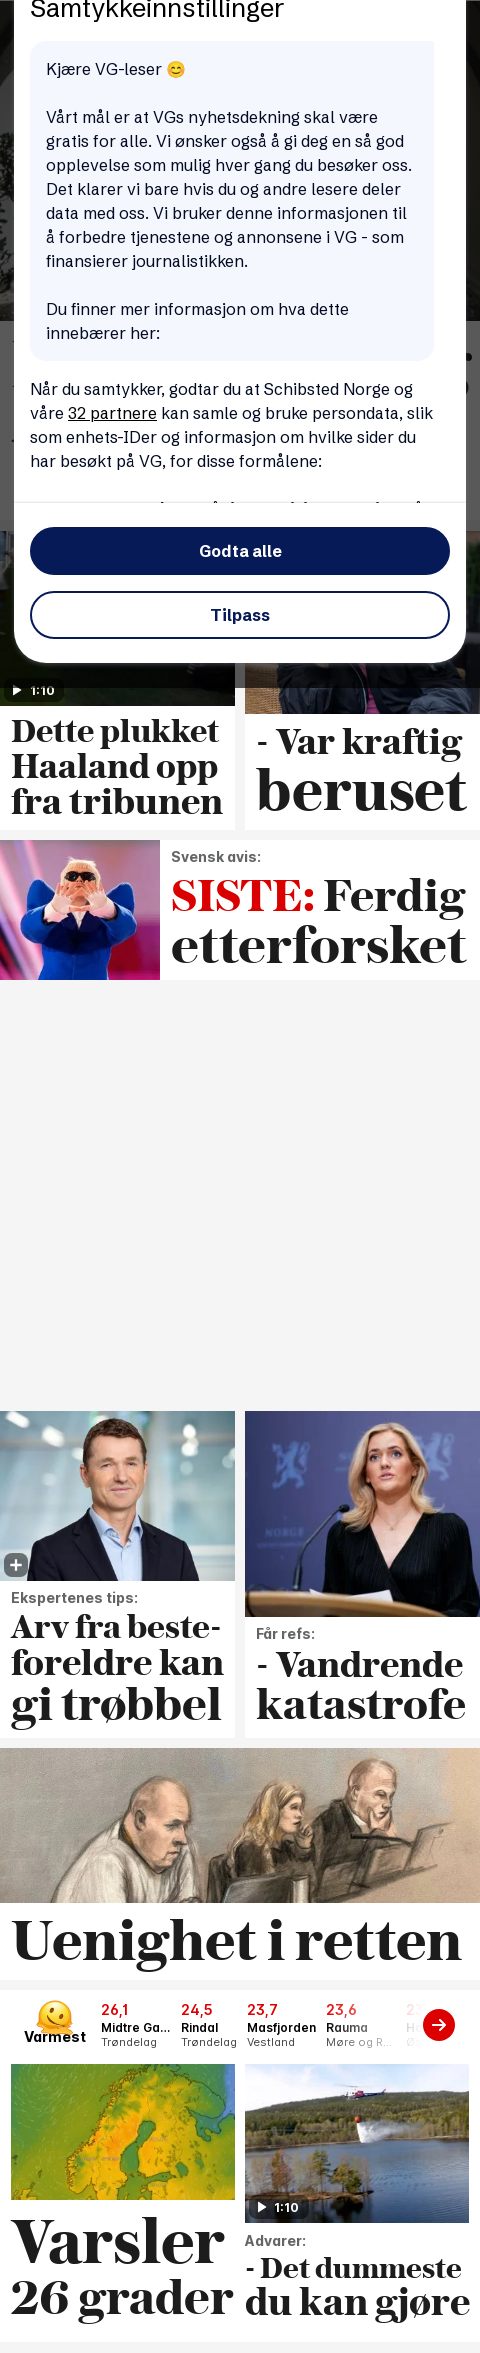 Samtykkeinnstillinger
Kjære VG-leser 😊
Vårt mål er at VGs nyhetsdekning skal være
gratis for alle. Vi ønsker også å gi deg en så god
opplevelse som mulig hver gang du besøker oss.
Det klarer vi bare hvis du og andre lesere deler
data med oss. Vi bruker denne informasjonen til
å forbedre tjenestene og annonsene i VG - som
finansierer journalistikken.
Du finner mer informasjon om hva dette
innebærer her:
Når du samtykker, godtar du at Schibsted Norge og
våre 32 partnere kan samle og bruke persondata, slik
som enhets-IDer og informasjon om hvilke sider du
har besøkt på VG, for disse formålene:
Godta alle
Tilpass
1:10
Dette plukket
Haaland opp
fra tribunen
- Var kraftig
beruset
Svensk avis:
SISTE: Ferdig
etterforsket
Ekspertenes tips:
Arv fra beste-
foreldre kan
gi trøbbel
Får refs:
- Vandrende
katastrofe
NORGE
Uenighet i retten
Varmest
26,1
Midtre Ga...
Trøndelag
24,5
Rindal
Trøndelag
23,7
Masfjorden
Vestland
23,6
Rauma
Møre og R...
Varsler
26 grader
1:10
Advarer:
- Det dummeste
du kan gjøre